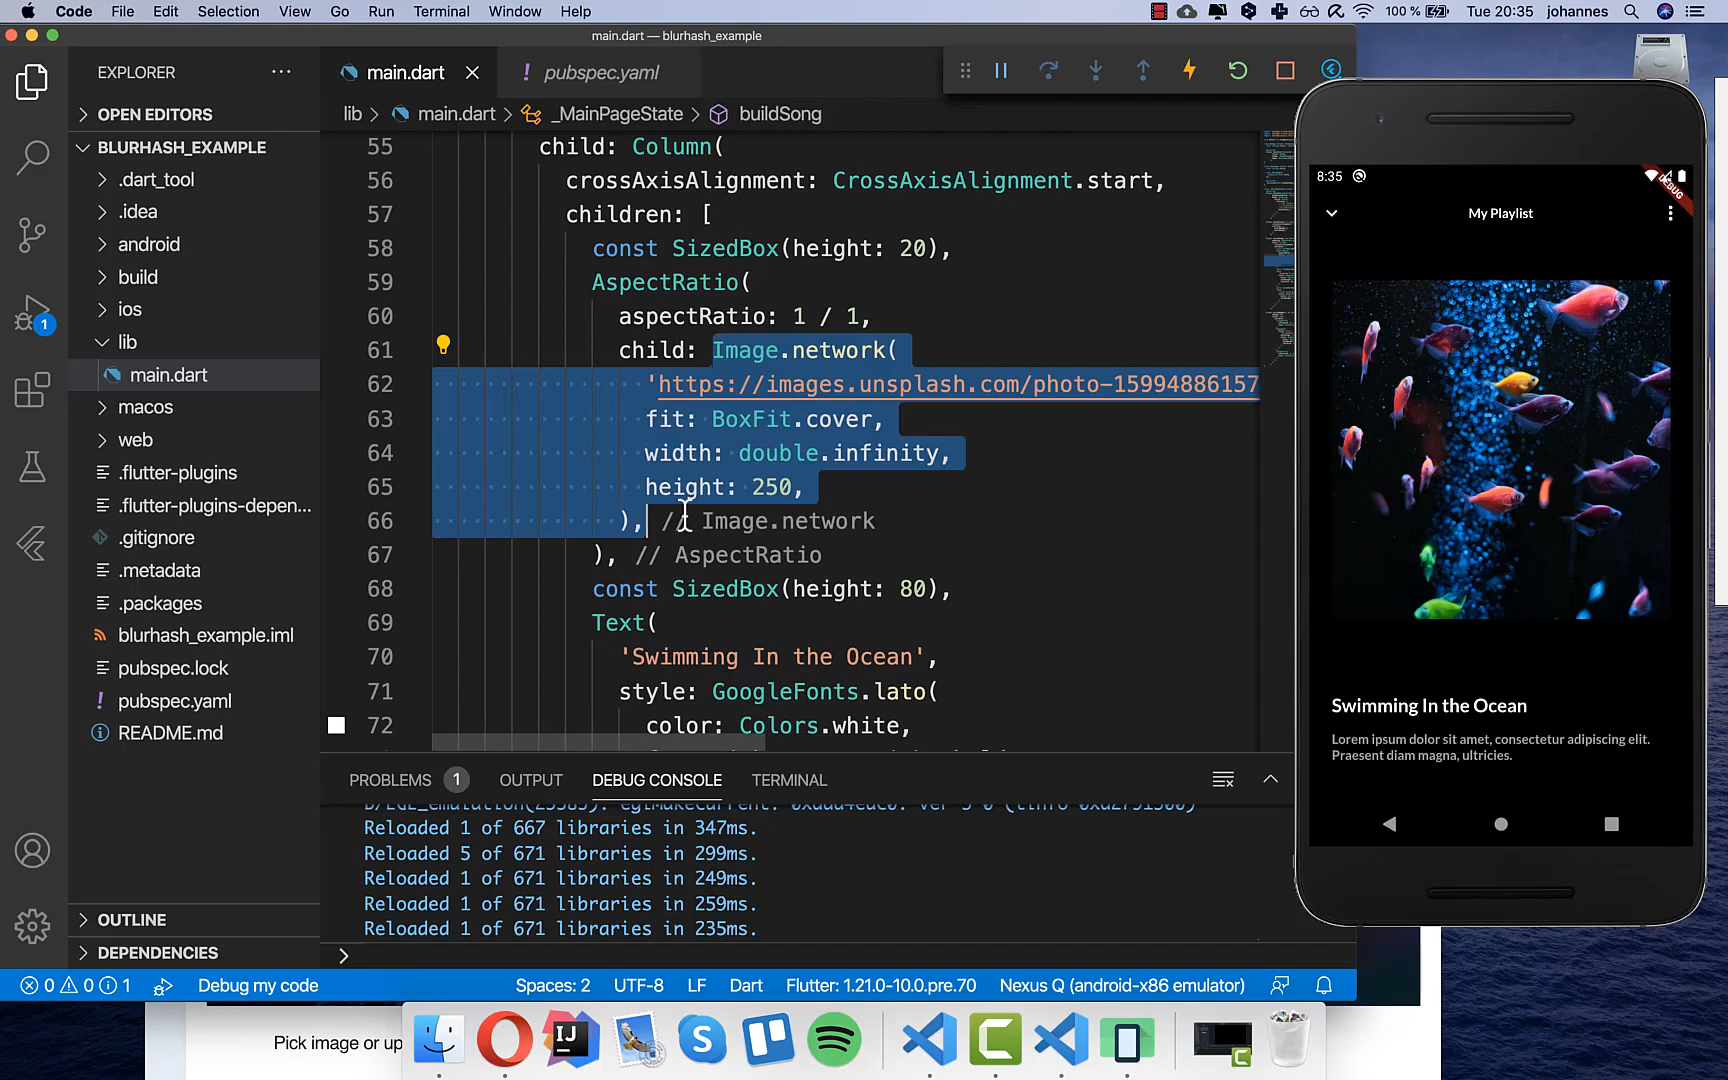 Code File Edit Selection View Go Run Terminal Window Help
100 % Tue 20:35 johannes
main.dart — blurhash_example
EXPLORER
OPEN EDITORS
BLURHASH_EXAMPLE
.dart_tool
.idea
android
build
ios
lib
main.dart
macos
web
.flutter-plugins
.flutter-plugins-depen...
.gitignore
.metadata
.packages
blurhash_example.iml
pubspec.lock
pubspec.yaml
README.md
OUTLINE
DEPENDENCIES
1
main.dart
! pubspec.yaml
lib > main.dart > _MainPageState > buildSong
55 child: Column(
56 crossAxisAlignment: CrossAxisAlignment.start,
57 children: [
58 const SizedBox(height: 20),
59 AspectRatio(
60 aspectRatio: 1 / 1,
61 child: Image.network(
62 'https://images.unsplash.com/photo-15994886157
63 fit: BoxFit.cover,
64 width: double.infinity,
65 height: 250,
66 ), // Image.network
67 ), // AspectRatio
68 const SizedBox(height: 80),
69 Text(
70 'Swimming In the Ocean',
71 style: GoogleFonts.lato(
72 color: Colors.white,
PROBLEMS 1 OUTPUT DEBUG CONSOLE TERMINAL
Reloaded 1 of 667 libraries in 347ms.
Reloaded 5 of 671 libraries in 299ms.
Reloaded 1 of 671 libraries in 249ms.
Reloaded 1 of 671 libraries in 259ms.
Reloaded 1 of 671 libraries in 235ms.
0 0 1 Debug my code Spaces: 2 UTF-8 LF Dart Flutter: 1.21.0-10.0.pre.70 Nexus Q (android-x86 emulator)
8:35
DEBUG
My Playlist
Swimming In the Ocean
Lorem ipsum dolor sit amet, consectetur adipiscing elit.
Praesent diam magna, ultricies.
Pick image or up
IJ